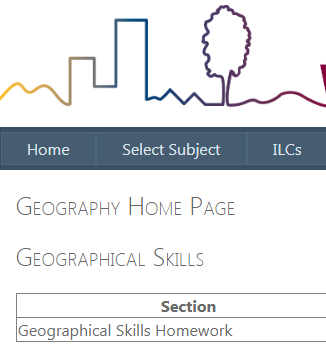 Home Select Subject ILCs
Geography Home Page
Geographical Skills
Section
Geographical Skills Homework